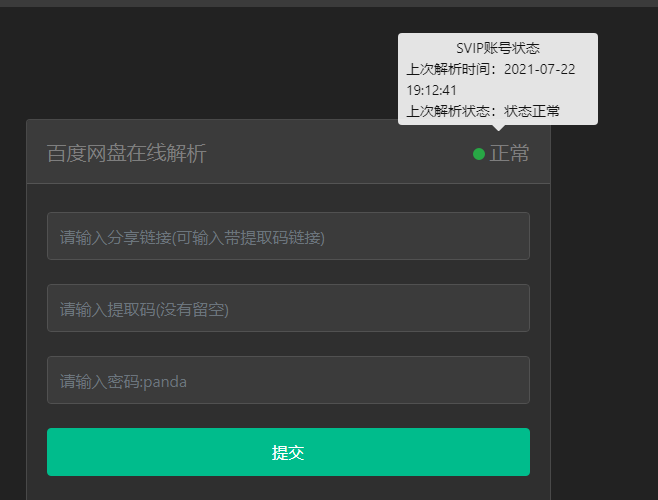 SVIP账号状态
上次解析时间：2021-07-22
19:12:41
上次解析状态：状态正常
百度网盘在线解析
正常
请输入分享链接(可输入带提取码链接)
请输入提取码(没有留空)
请输入密码:panda
提交